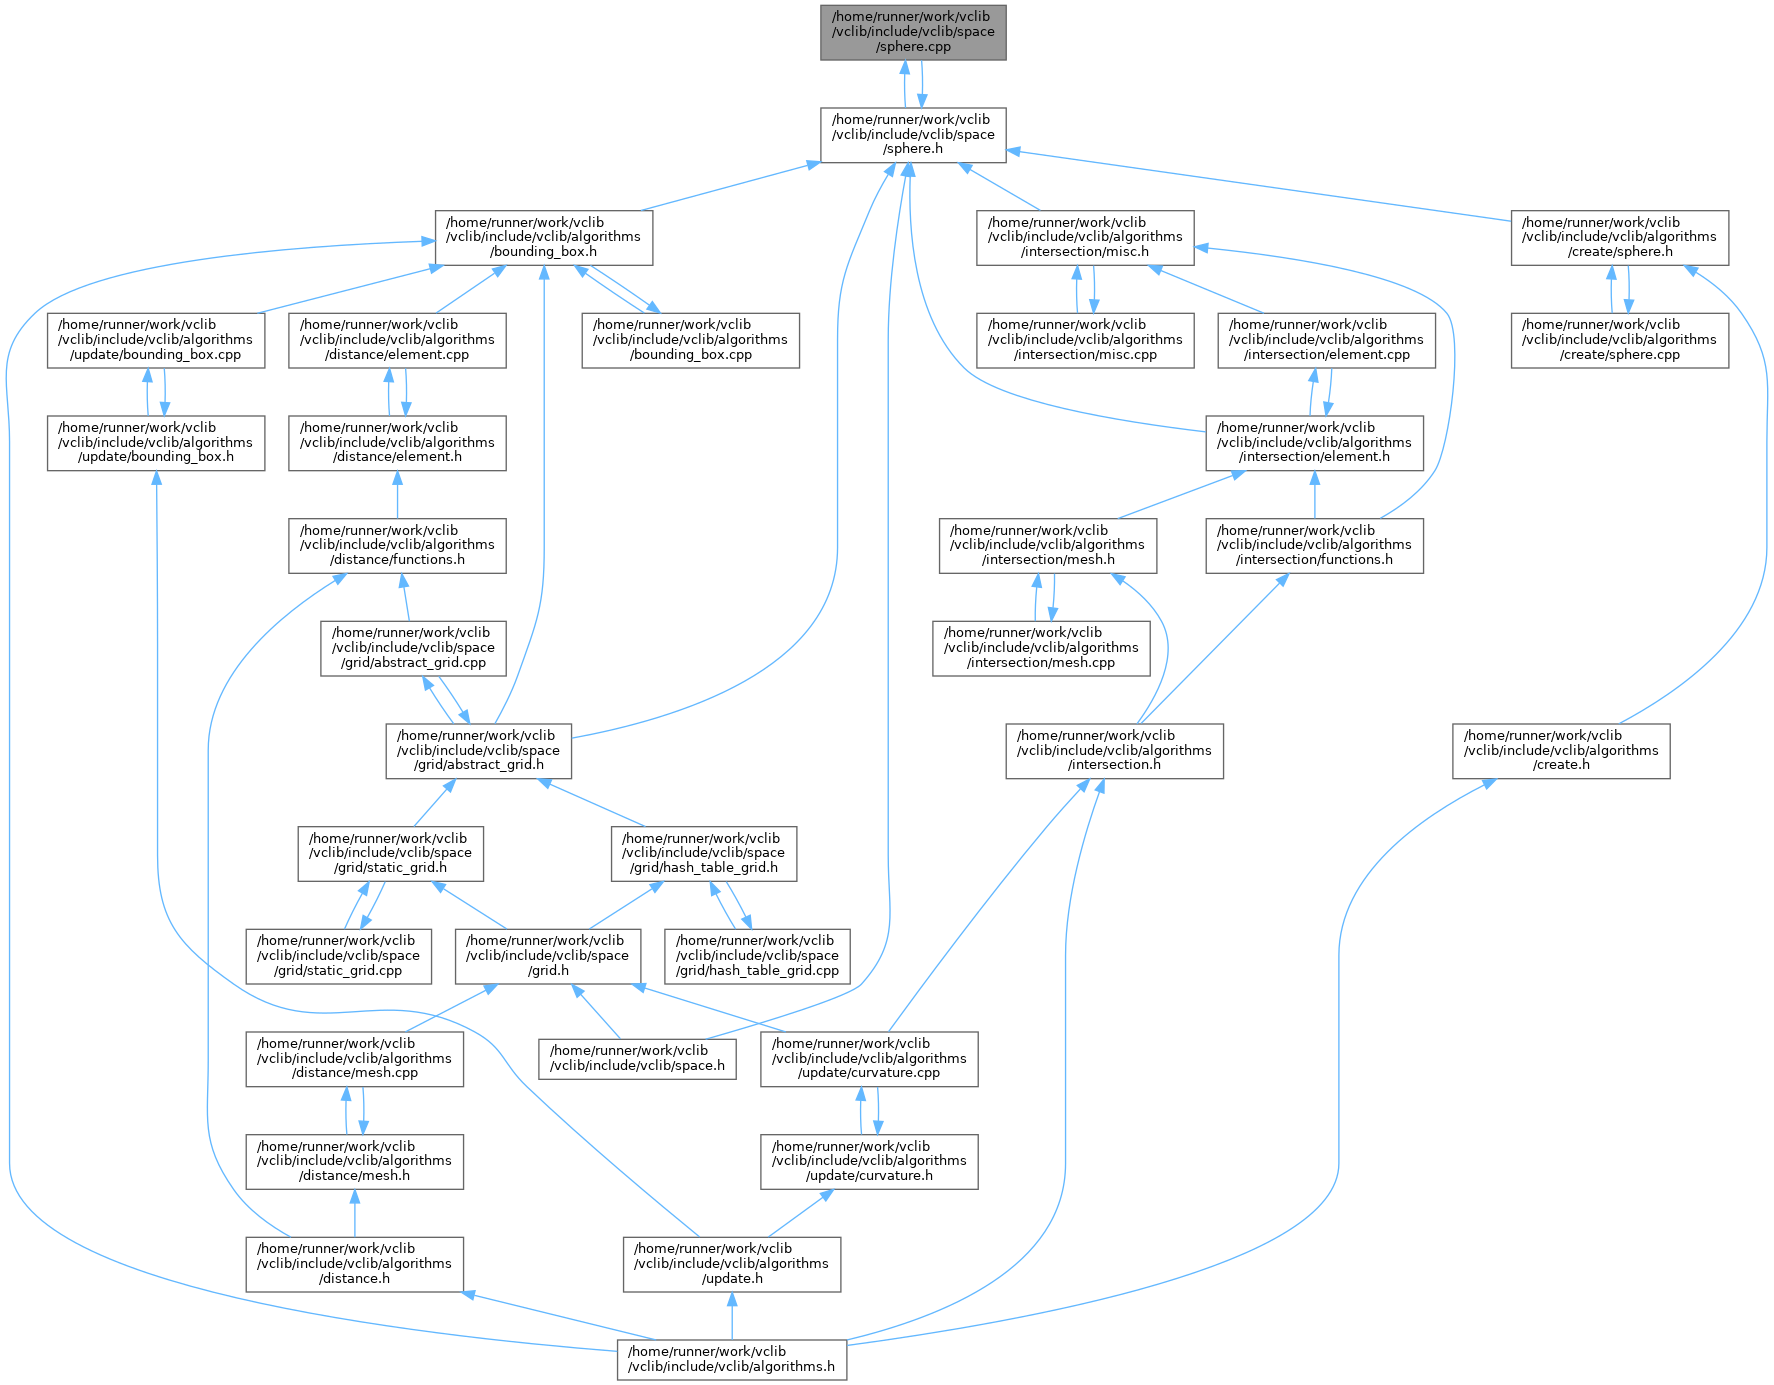 /home/runner/work/vclib
/vclib/include/vclib/space
/sphere.cpp
/home/runner/work/vclib
/vclib/include/vclib/space
/sphere.h
/home/runner/work/vclib
/vclib/include/vclib/algorithms
/bounding_box.h
/home/runner/work/vclib
/vclib/include/vclib/algorithms
/intersection/misc.h
/home/runner/work/vclib
/vclib/include/vclib/algorithms
/create/sphere.h
/home/runner/work/vclib
/vclib/include/vclib/algorithms
/update/bounding_box.cpp
/home/runner/work/vclib
/vclib/include/vclib/algorithms
/distance/element.cpp
/home/runner/work/vclib
/vclib/include/vclib/algorithms
/bounding_box.cpp
/home/runner/work/vclib
/vclib/include/vclib/algorithms
/intersection/misc.cpp
/home/runner/work/vclib
/vclib/include/vclib/algorithms
/intersection/element.cpp
/home/runner/work/vclib
/vclib/include/vclib/algorithms
/create/sphere.cpp
/home/runner/work/vclib
/vclib/include/vclib/algorithms
/update/bounding_box.h
/home/runner/work/vclib
/vclib/include/vclib/algorithms
/distance/element.h
/home/runner/work/vclib
/vclib/include/vclib/algorithms
/intersection/element.h
/home/runner/work/vclib
/vclib/include/vclib/algorithms
/distance/functions.h
/home/runner/work/vclib
/vclib/include/vclib/algorithms
/intersection/mesh.h
/home/runner/work/vclib
/vclib/include/vclib/algorithms
/intersection/functions.h
/home/runner/work/vclib
/vclib/include/vclib/space
/grid/abstract_grid.cpp
/home/runner/work/vclib
/vclib/include/vclib/algorithms
/intersection/mesh.cpp
/home/runner/work/vclib
/vclib/include/vclib/space
/grid/abstract_grid.h
/home/runner/work/vclib
/vclib/include/vclib/algorithms
/intersection.h
/home/runner/work/vclib
/vclib/include/vclib/algorithms
/create.h
/home/runner/work/vclib
/vclib/include/vclib/space
/grid/static_grid.h
/home/runner/work/vclib
/vclib/include/vclib/space
/grid/hash_table_grid.h
/home/runner/work/vclib
/vclib/include/vclib/space
/grid/static_grid.cpp
/home/runner/work/vclib
/vclib/include/vclib/space
/grid.h
/home/runner/work/vclib
/vclib/include/vclib/space
/grid/hash_table_grid.cpp
/home/runner/work/vclib
/vclib/include/vclib/algorithms
/distance/mesh.cpp
/home/runner/work/vclib
/vclib/include/vclib/space.h
/home/runner/work/vclib
/vclib/include/vclib/algorithms
/update/curvature.cpp
/home/runner/work/vclib
/vclib/include/vclib/algorithms
/distance/mesh.h
/home/runner/work/vclib
/vclib/include/vclib/algorithms
/update/curvature.h
/home/runner/work/vclib
/vclib/include/vclib/algorithms
/distance.h
/home/runner/work/vclib
/vclib/include/vclib/algorithms
/update.h
/home/runner/work/vclib
/vclib/include/vclib/algorithms.h